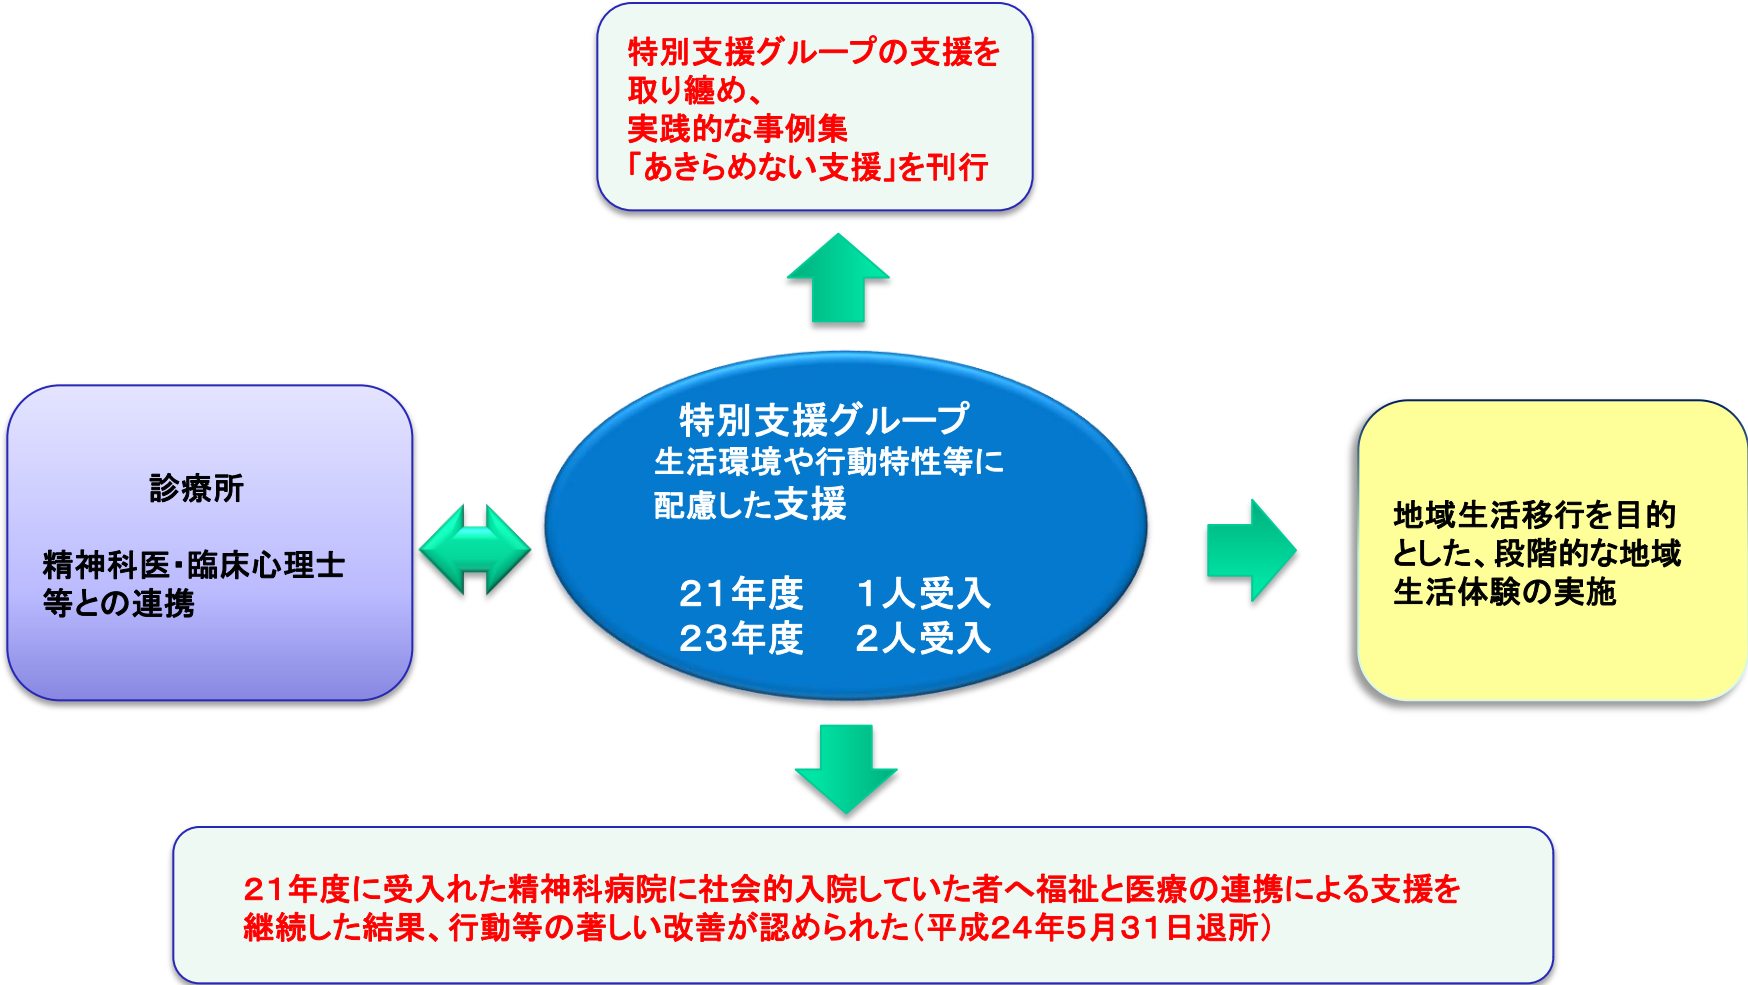 特別支援グループの支援を
取り纏め、
実践的な事例集
「あきらめない支援」を刊行
特別支援グループ
生活環境や行動特性等に
配慮した支援
２１年度　１人受入
２３年度　２人受入
診療所
精神科医・臨床心理士
等との連携
地域生活移行を目的
とした、段階的な地域
生活体験の実施
２１年度に受入れた精神科病院に社会的入院していた者へ福祉と医療の連携による支援を
継続した結果、行動等の著しい改善が認められた（平成２４年５月３１日退所）